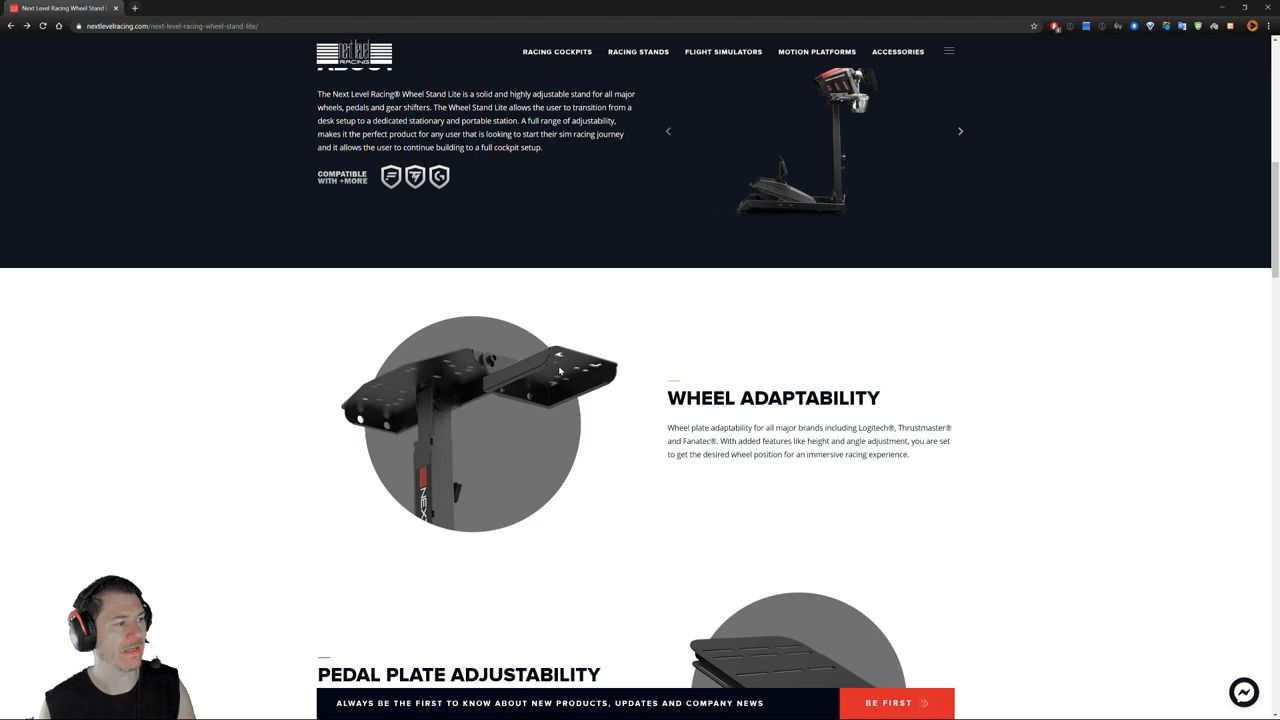 Next Level Racing Wheel Stand
nextlevelracing.com/next-level-racing-wheel-stand-lite/
next level
RACING
RACING COCKPITS
RACING STANDS
FLIGHT SIMULATORS
MOTION PLATFORMS
ACCESSORIES
ABOUT
The Next Level Racing® Wheel Stand Lite is a solid and highly adjustable stand for all major
wheels, pedals and gear shifters. The Wheel Stand Lite allows the user to transition from a
desk setup to a dedicated stationary and portable station. A full range of adjustability,
makes it the perfect product for any user that is looking to start their sim racing journey
and it allows the user to continue building to a full cockpit setup.
COMPATIBLE
WITH +MORE
WHEEL ADAPTABILITY
Wheel plate adaptability for all major brands including Logitech®, Thrustmaster®
and Fanatec®. With added features like height and angle adjustment, you are set
to get the desired wheel position for an immersive racing experience.
NEX
PEDAL PLATE ADJUSTABILITY
ALWAYS BE THE FIRST TO KNOW ABOUT NEW PRODUCTS, UPDATES AND COMPANY NEWS
BE FIRST